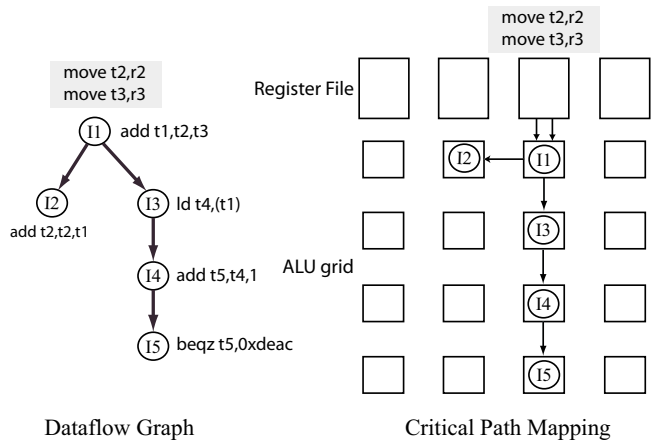 move t2,r2
move t3,r3
I1 add t1,t2,t3
I2
add t2,t2,t1
I3 ld t4,(t1)
I4 add t5,t4,1
I5 beqz t5,0xdeac
Dataflow Graph
move t2,r2
move t3,r3
Register File
I2 I1
I3
ALU grid
I4
I5
Critical Path Mapping